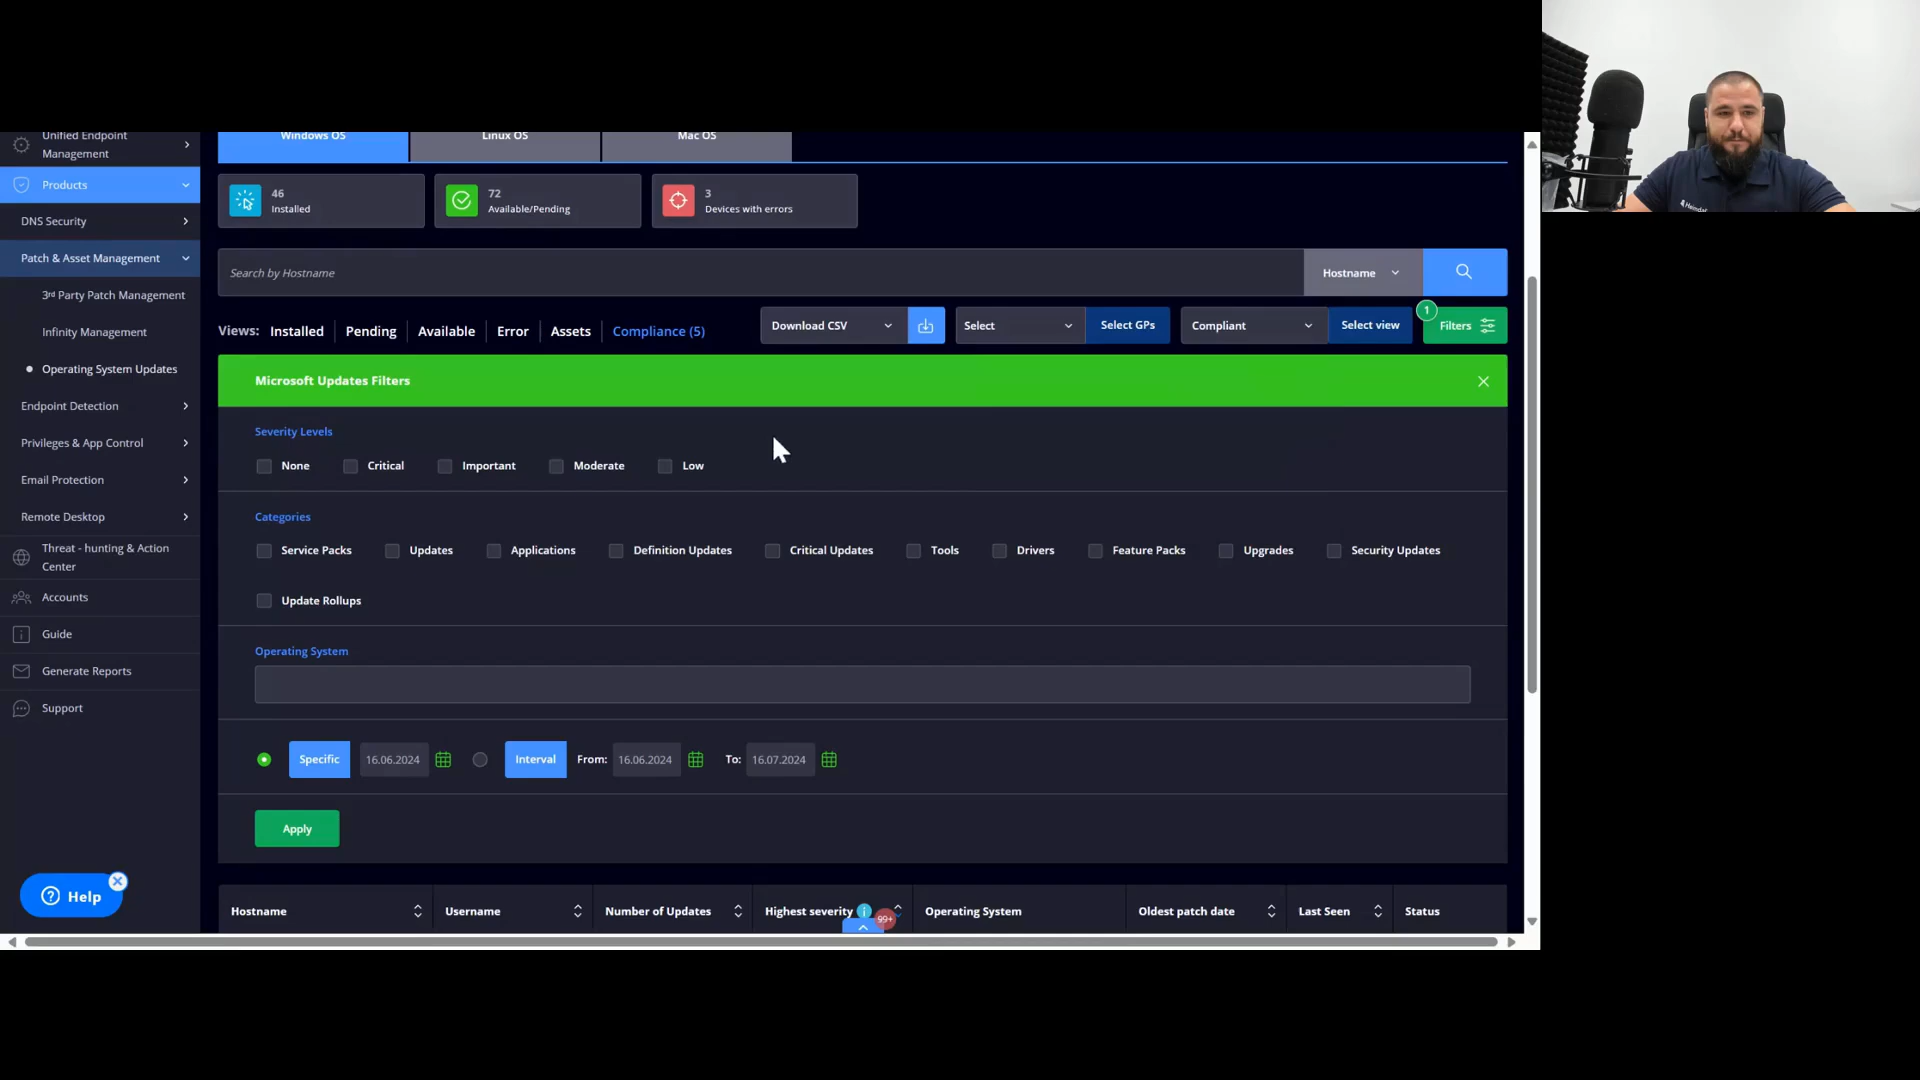 Unified Endpoint
Management
Products
DNS Security
Patch & Asset Management
3rd Party Patch Management
Infinity Management
Operating System Updates
Endpoint Detection
Privileges & App Control
Email Protection
Remote Desktop
Threat - hunting & Action
Center
Accounts
Guide
Generate Reports
Support
Help
Windows OS Linux OS Mac OS
46
Installed
72
Available/Pending
3
Devices with errors
Search by Hostname Hostname
Views: Installed Pending Available Error Assets Compliance (5) Download CSV Select Select GPs Compliant Select view Filters 1
Microsoft Updates Filters
Severity Levels
None Critical Important Moderate Low
Categories
Service Packs Updates Applications Definition Updates Critical Updates Tools Drivers Feature Packs Upgrades Security Updates
Update Rollups
Operating System
Specific 16.06.2024 Interval From: 16.06.2024 To: 16.07.2024
Apply
Hostname Username Number of Updates Highest severity Operating System Oldest patch date Last Seen Status
99+